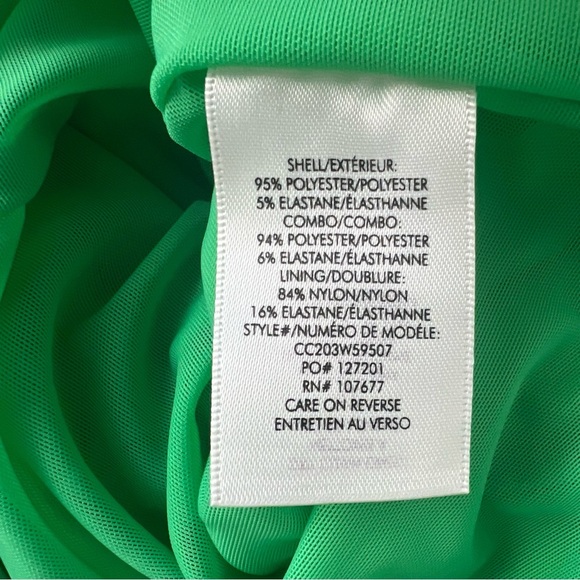 SHELL/EXTÉRIEUR:
95% POLYESTER/POLYESTER
5% ELASTANE/ÉLASTHANNE
COMBO/COMBO:
94% POLYESTER/POLYESTER
6% ELASTANE/ÉLASTHANNE
LINING/DOUBLURE:
84% NYLON/NYLON
16% ELASTANE/ÉLASTHANNE
STYLE#/NUMÉRO DE MODÈLE:
CC203W59507
PO# 127201
RN# 107677
CARE ON REVERSE
ENTRETIEN AU VERSO